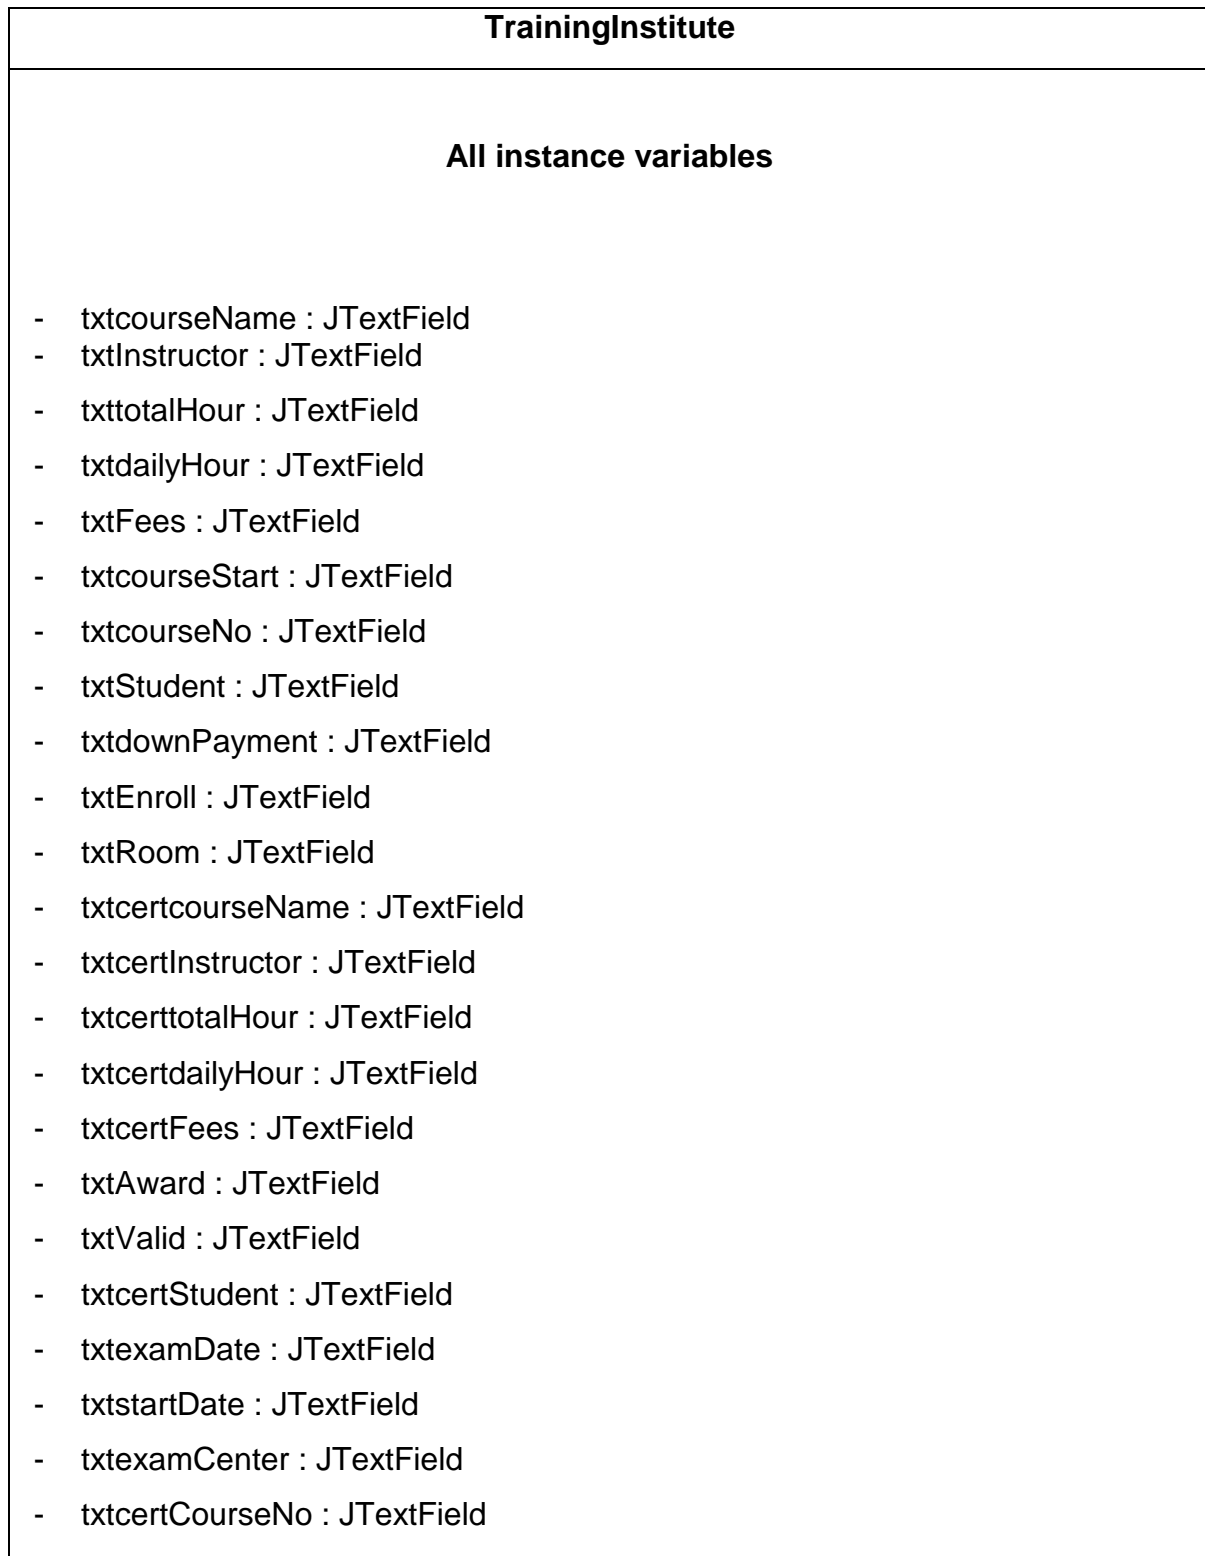 TrainingInstitute
All instance variables
- txtcourseName : JTextField
- txtInstructor : JTextField
- txttotalHour : JTextField
- txtdailyHour : JTextField
- txtFees : JTextField
- txtcourseStart : JTextField
- txtcourseNo : JTextField
- txtStudent : JTextField
- txtdownPayment : JTextField
- txtEnroll : JTextField
- txtRoom : JTextField
- txtcertcourseName : JTextField
- txtcertInstructor : JTextField
- txtcerttotalHour : JTextField
- txtcertdailyHour : JTextField
- txtcertFees : JTextField
- txtAward : JTextField
- txtValid : JTextField
- txtcertStudent : JTextField
- txtexamDate : JTextField
- txtstartDate : JTextField
- txtexamCenter : JTextField
- txtcertCourseNo : JTextField